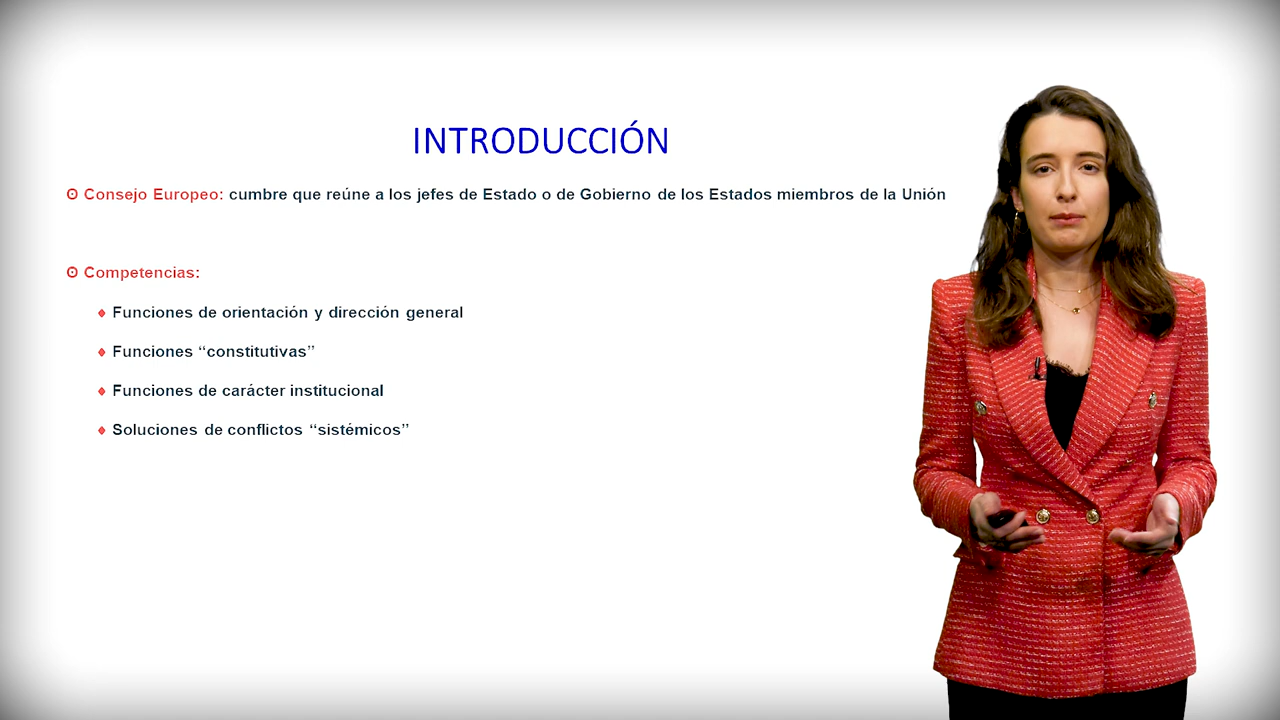 INTRODUCCIÓN
Consejo Europeo: cumbre que reúne a los jefes de Estado o de Gobierno de los Estados miembros de la Unión
Competencias:
Funciones de orientación y dirección general
Funciones “constitutivas”
Funciones de carácter institucional
Soluciones de conflictos “sistémicos”